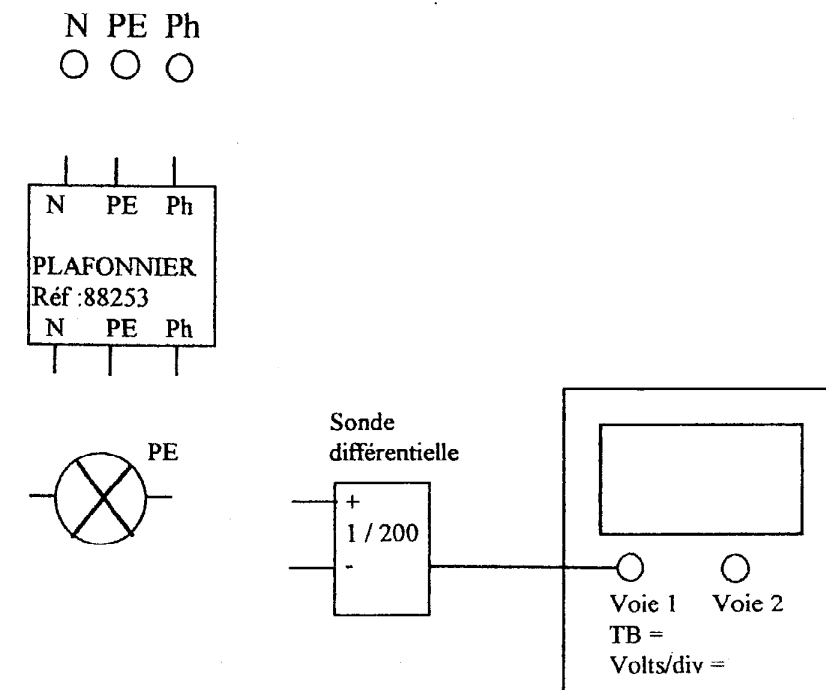 N PE Ph
N PE Ph
PLAFONNIER
Réf :88253
N PE Ph
PE
Sonde
différentielle
+
1 / 200
-
Voie 1 Voie 2
TB =
Volts/div =